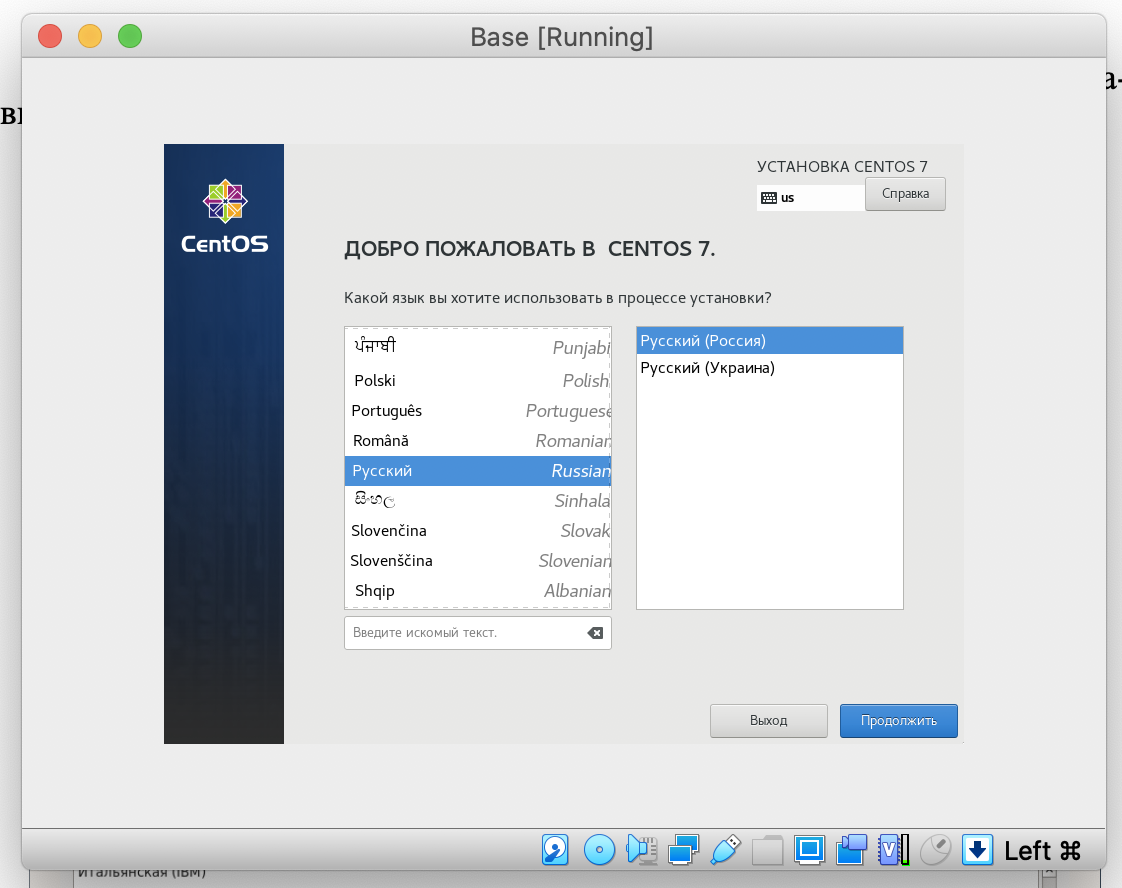 Base [Running]
а-
вы
УСТАНОВКА CENTOS 7
us
Справка
CentOS
ДОБРО ПОЖАЛОВАТЬ В CENTOS 7.
Какой язык вы хотите использовать в процессе установки?
ਪੰਜਾਬੀ Punjabi
Polski Polish
Português Portuguese
Română Romanian
Русский Russian
සිංහල Sinhala
Slovenčina Slovak
Slovenščina Slovenian
Shqip Albanian
Русский (Россия)
Русский (Украина)
Введите искомый текст.
Выход
Продолжить
V
Left ⌘
Итальянская (IBM)